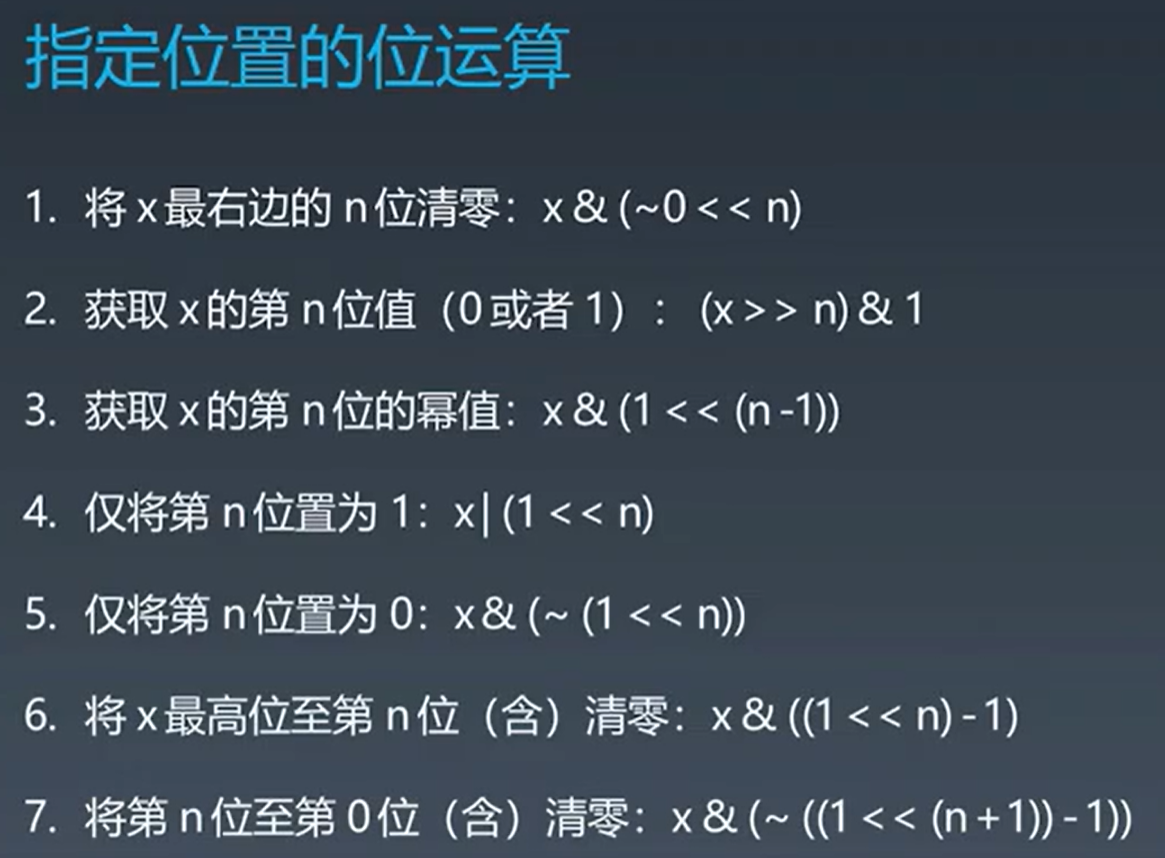 指定位置的位运算
1. 将 x 最右边的 n 位清零：x & (~0 << n)
2. 获取 x 的第 n 位值（0 或者 1）： (x >> n) & 1
3. 获取 x 的第 n 位的幂值：x & (1 << (n -1))
4. 仅将第 n 位置为 1：x | (1 << n)
5. 仅将第 n 位置为 0：x & (~ (1 << n))
6. 将 x 最高位至第 n 位（含）清零：x & ((1 << n) - 1)
7. 将第 n 位至第 0 位（含）清零：x & (~ ((1 << (n + 1)) - 1))